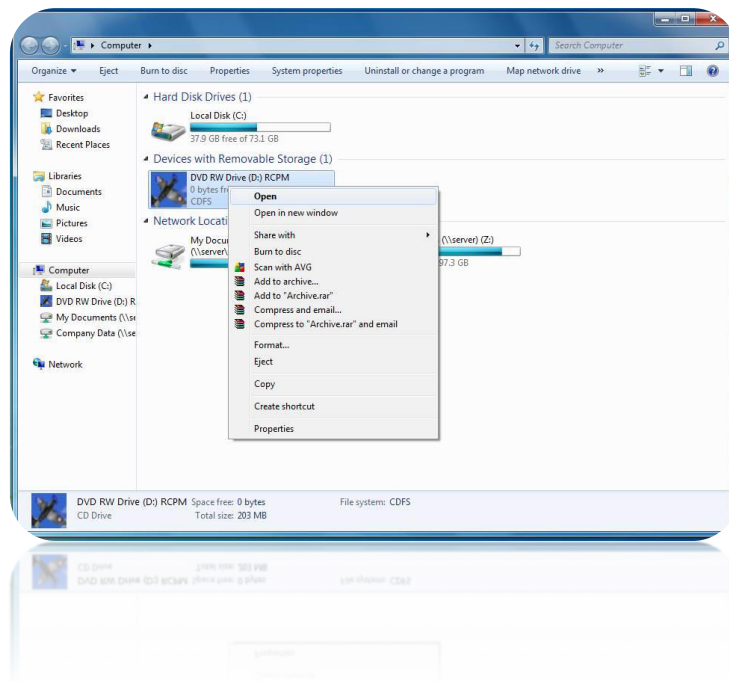 Computer
Search Computer
Organize Eject Burn to disc Properties System properties Uninstall or change a program Map network drive »
Favorites
Desktop
Downloads
Recent Places
Libraries
Documents
Music
Pictures
Videos
Computer
Local Disk (C:)
DVD RW Drive (D:) R
My Documents (\\se
Company Data (\\se
Network
Hard Disk Drives (1)
Local Disk (C:)
37.9 GB free of 73.1 GB
Devices with Removable Storage (1)
DVD RW Drive (D:) RCPM
0 bytes fr
CDFS
Network Locati
My Docu
(\\server\
(\\server) (Z:)
97.3 GB
Open
Open in new window
Share with
Burn to disc
Scan with AVG
Add to archive...
Add to "Archive.rar"
Compress and email...
Compress to "Archive.rar" and email
Format...
Eject
Copy
Create shortcut
Properties
DVD RW Drive (D:) RCPM Space free: 0 bytes File system: CDFS
CD Drive Total size: 203 MB